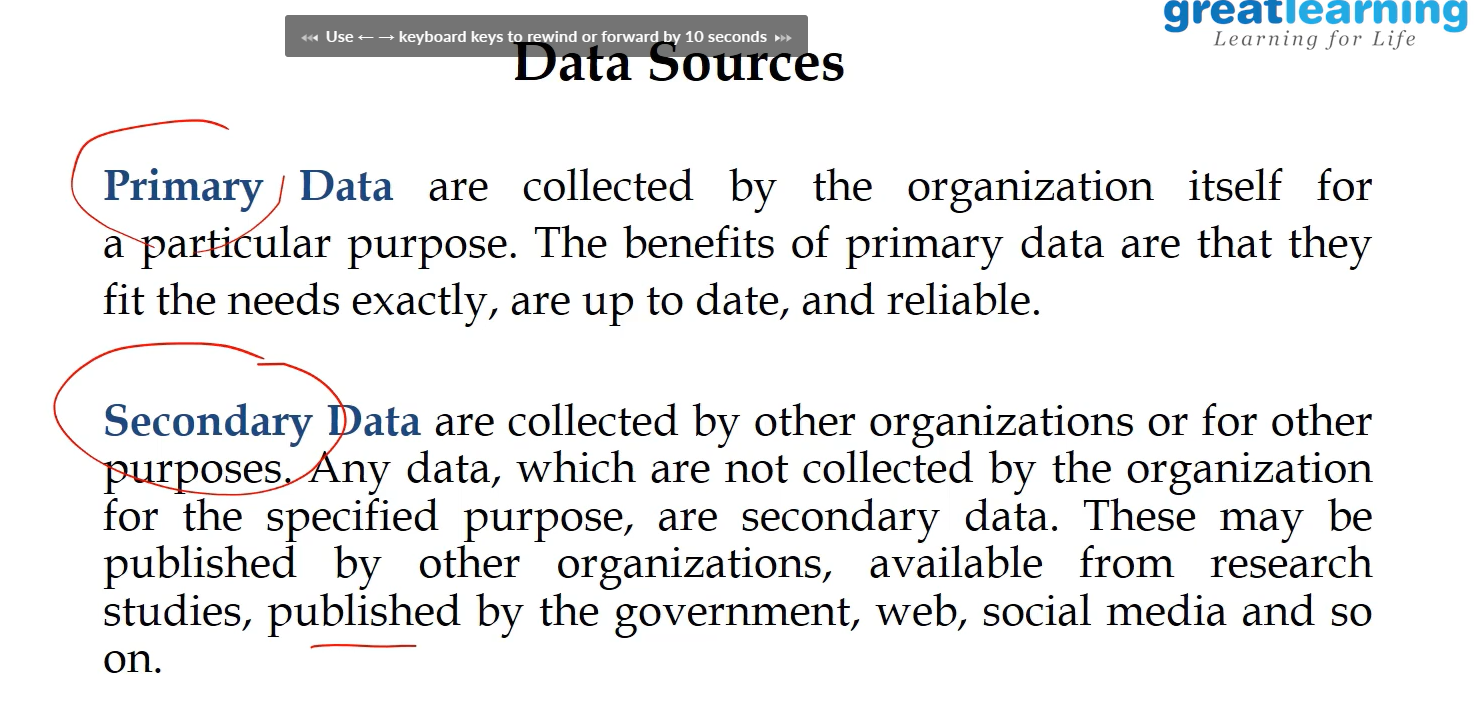 greatlearning
Learning for Life
Use ← → keyboard keys to rewind or forward by 10 seconds
Data Sources
Primary Data are collected by the organization itself for
a particular purpose. The benefits of primary data are that they
fit the needs exactly, are up to date, and reliable.
Secondary Data are collected by other organizations or for other
purposes. Any data, which are not collected by the organization
for the specified purpose, are secondary data. These may be
published by other organizations, available from research
studies, published by the government, web, social media and so
on.